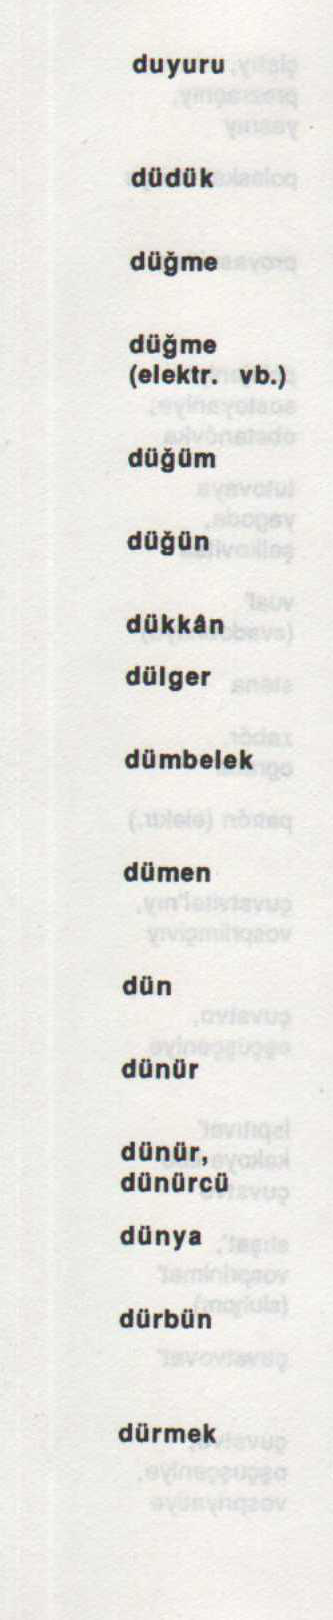 duyuru
düdük
düğme
düğme
(elektr. vb.)
düğüm
düğün
dükkân
dülger
dümbelek
dümen
dün
dünür
dünür,
dünürcü
dünya
dürbün
dürmek